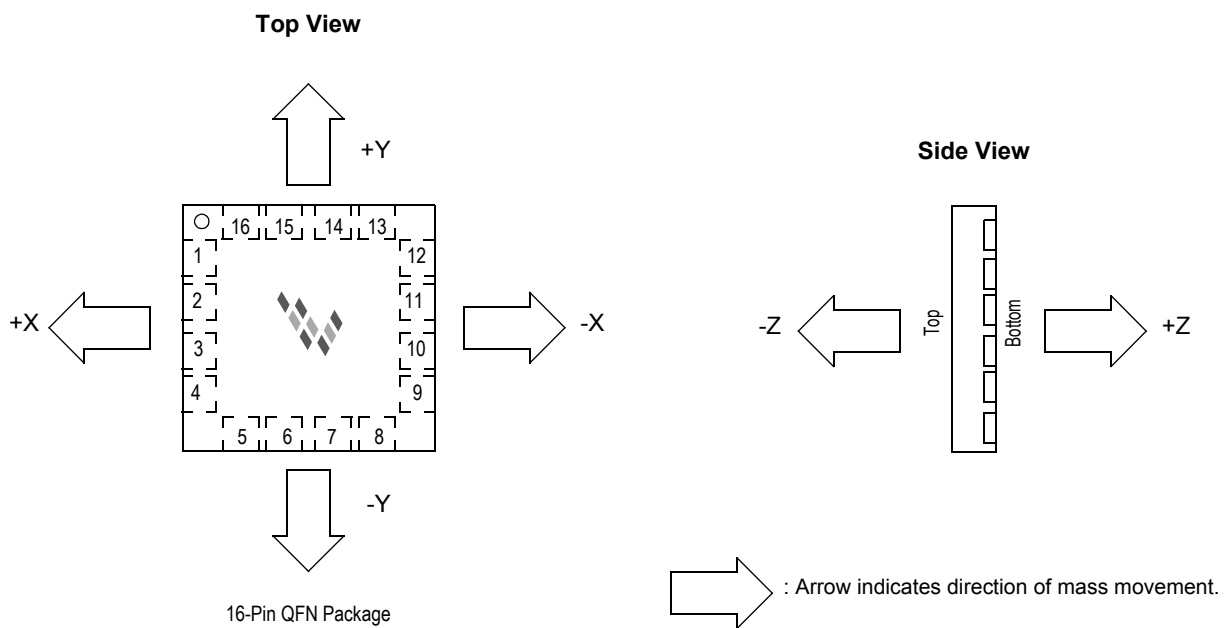 Top View
+Y
Side View
16 15 14 13
1
12
2
11
+X
-X
3
10
4
9
5 6 7 8
-Y
-Z
Top
Bottom
+Z
16-Pin QFN Package
: Arrow indicates direction of mass movement.